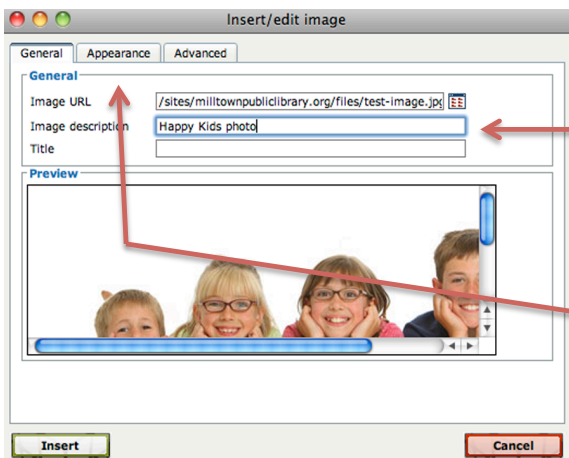 Insert/edit image
General Appearance Advanced
General
Image URL /sites/milltownpubliclibrary.org/files/test-image.jpg
Image description Happy Kids photo
Title
Preview
Insert Cancel